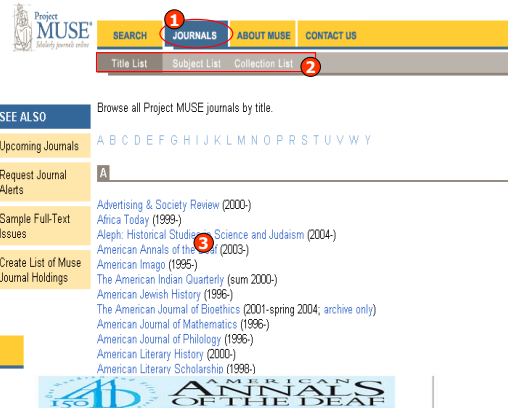 Project
MUSE
Scholarly journals online
1
SEARCH JOURNALS ABOUT MUSE CONTACT US
Title List Subject List Collection List 2
Browse all Project MUSE journals by title.
A B C D E F G H I J K L M N O P R S T U V W Y
A
SEE ALSO
Upcoming Journals
Request Journal
Alerts
Sample Full-Text
Issues
Create List of Muse
Journal Holdings
Advertising & Society Review (2000-)
Africa Today (1999-)
Aleph: Historical Studies in Science and Judaism (2004-)
3
American Annals of the Deaf (2003-)
American Imago (1995-)
The American Indian Quarterly (sum 2000-)
American Jewish History (1996-)
The American Journal of Bioethics (2001-spring 2004; archive only)
American Journal of Mathematics (1996-)
American Journal of Philology (1996-)
American Literary History (2000-)
American Literary Scholarship (1998-)
150
AMERICAN
ANNALS
OF THE DEAF